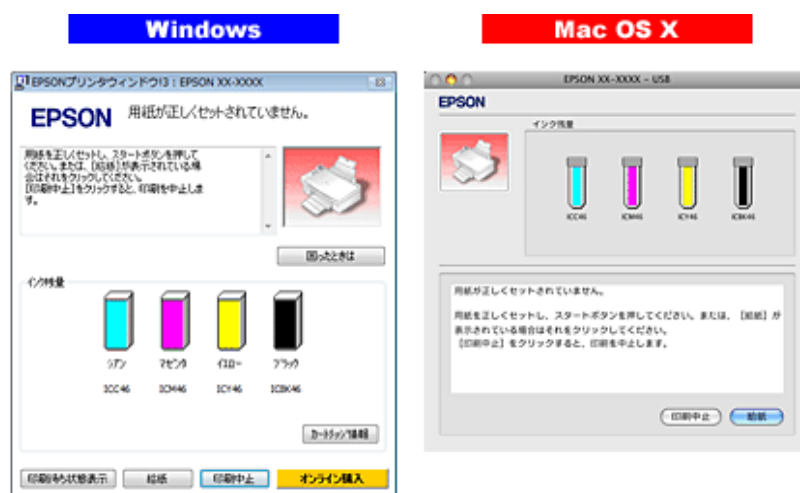 Windows
Mac OS X
EPSONプリンタウィンドウ!3 : EPSON XX-XXXX
EPSON
用紙が正しくセットされていません。
用紙を正しくセットし、スタートボタンを押して
ください。または、[給紙]が表示されている場
合はそれをクリックしてください。
[印刷中止]をクリックすると、印刷を中止しま
す。
困ったときは
インク残量
シアン
マゼンタ
イエロー
ブラック
ICC46
ICM46
ICY46
ICBK46
カートリッジ情報
印刷待ち状態表示
給紙
印刷中止
オンライン購入
EPSON XX-XXXX - USB
EPSON
インク残量
ICC46
ICM46
ICY46
ICBK46
用紙が正しくセットされていません。
用紙を正しくセットし、スタートボタンを押してください。または、[給紙]が
表示されている場合はそれをクリックしてください。
[印刷中止]をクリックすると、印刷を中止します。
印刷中止
給紙